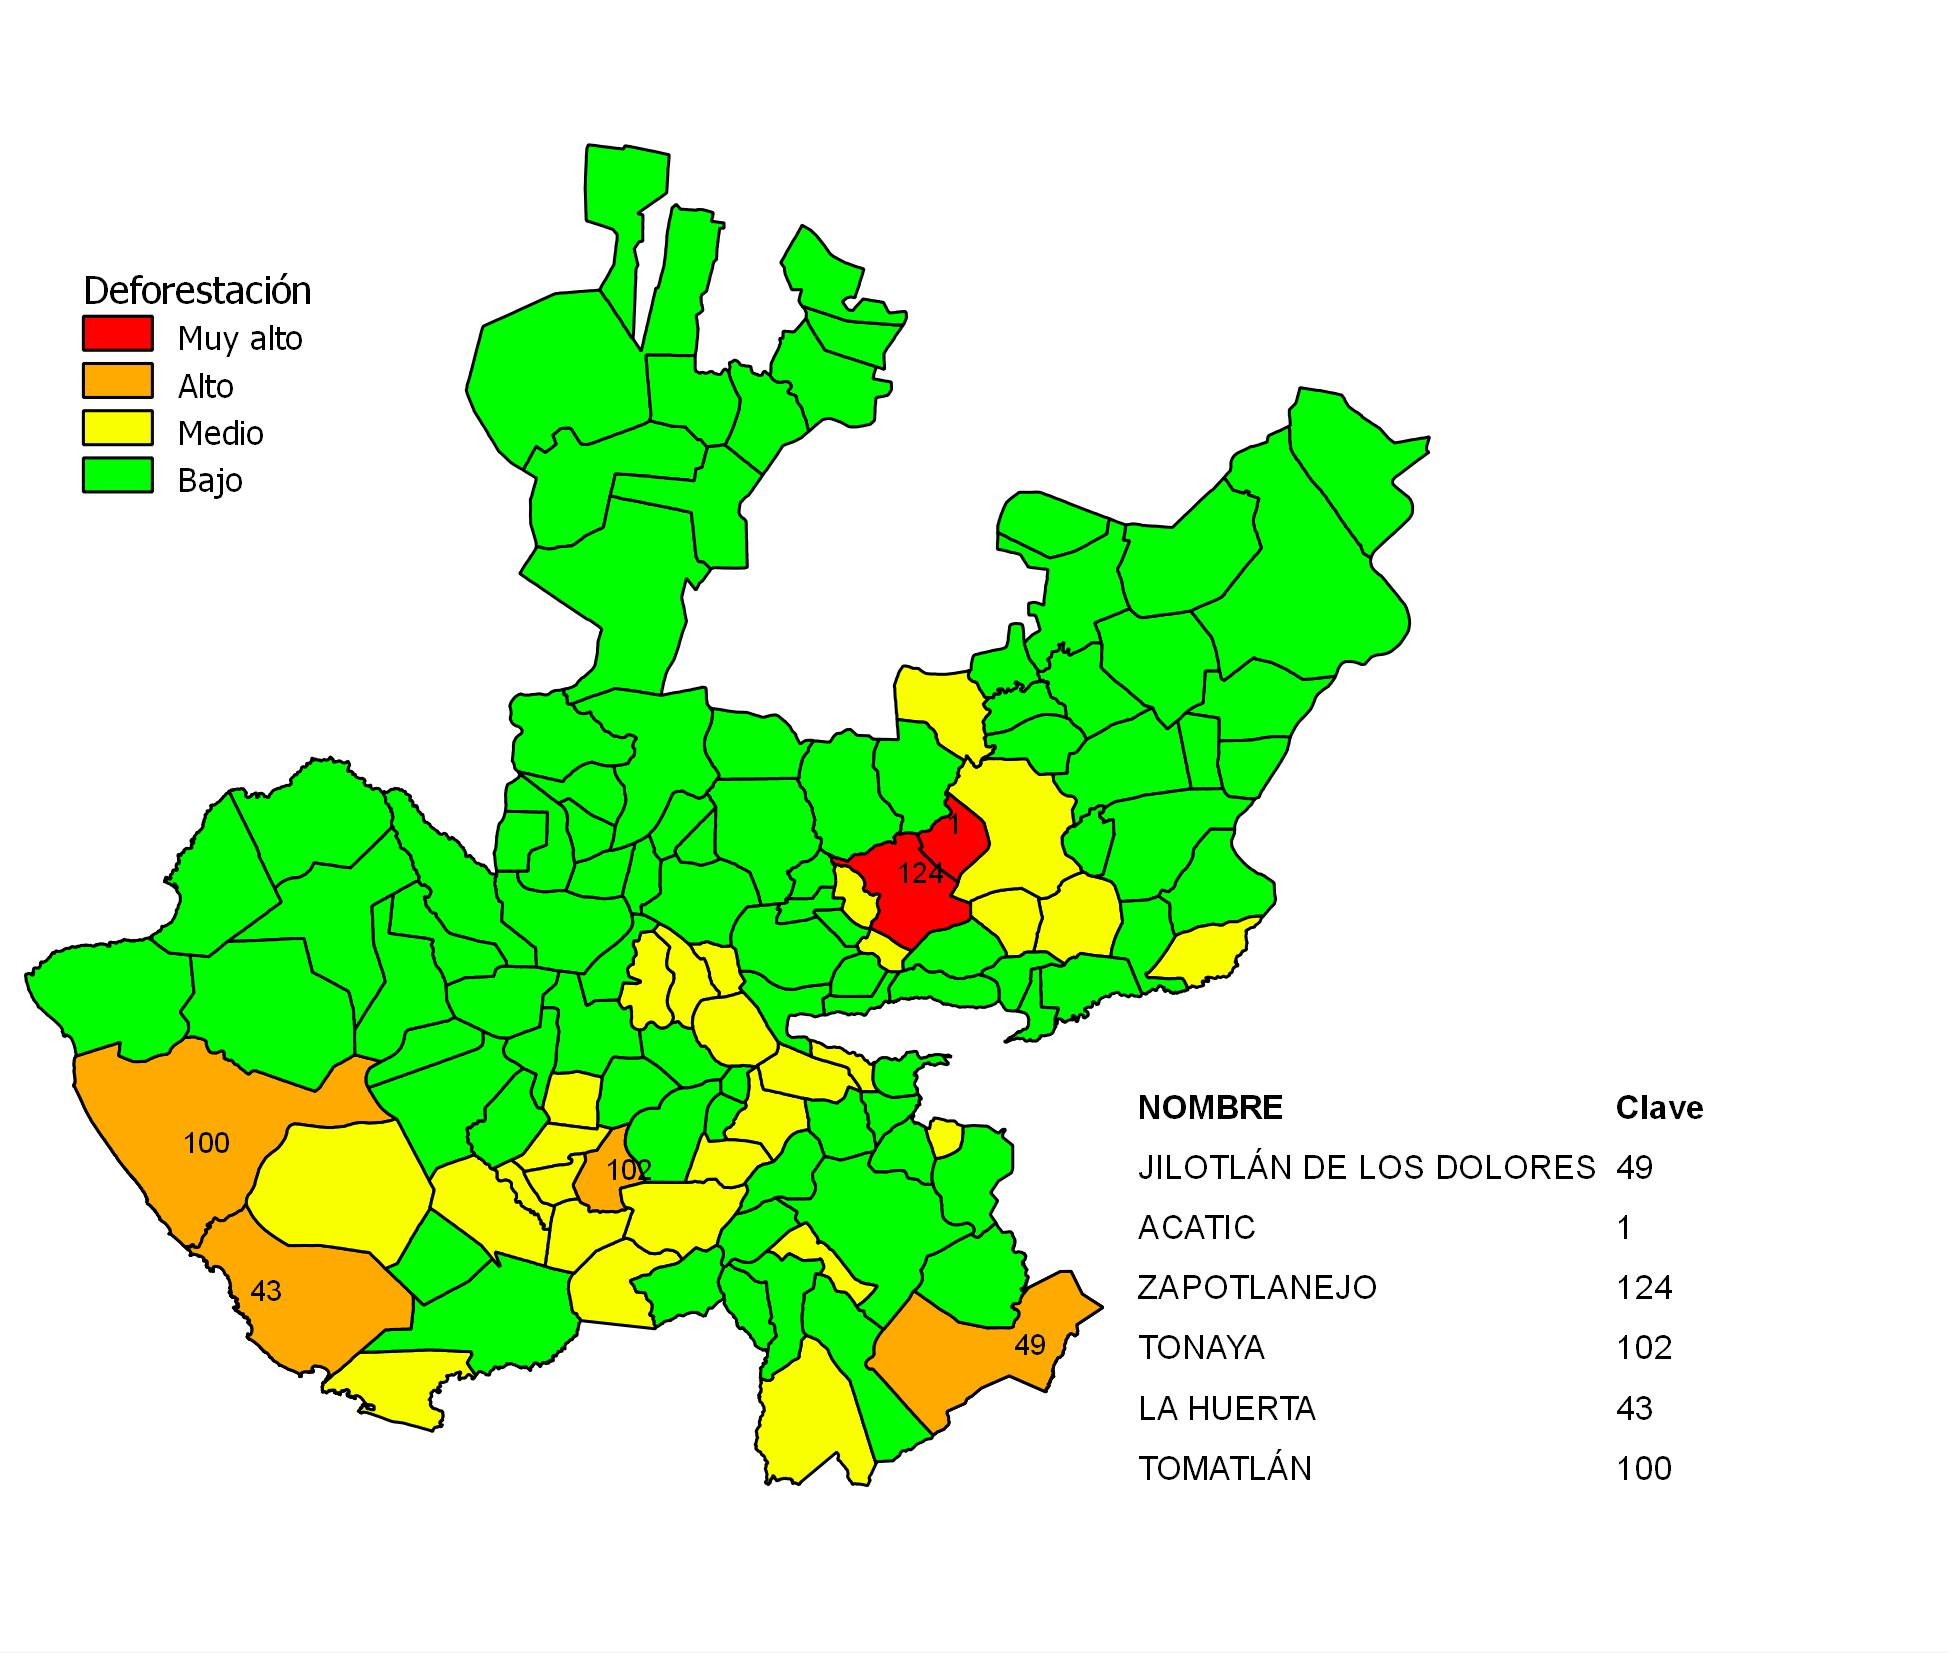 Deforestación
Muy alto
Alto
Medio
Bajo
1
124
100
102
43
49
NOMBRE Clave
JILOTLÁN DE LOS DOLORES 49
ACATIC 1
ZAPOTLANEJO 124
TONAYA 102
LA HUERTA 43
TOMATLÁN 100